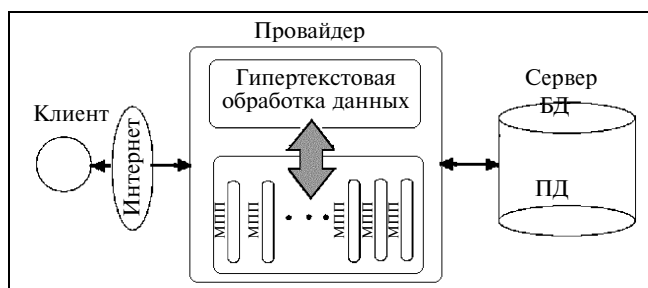 Провайдер
Гипертекстовая
обработка данных
Сервер
БД
Клиент
Интернет
ПД
МПП
МПП
• • •
МПП
МПП
МПП